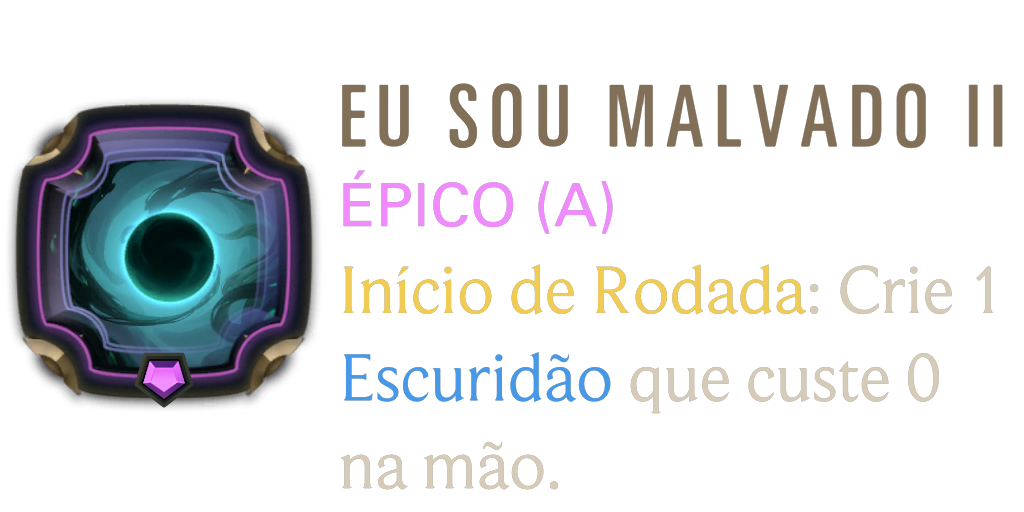 EU SOU MALVADO II
ÉPICO (A)
Início de Rodada: Crie 1
Escuridão que custe 0
na mão.